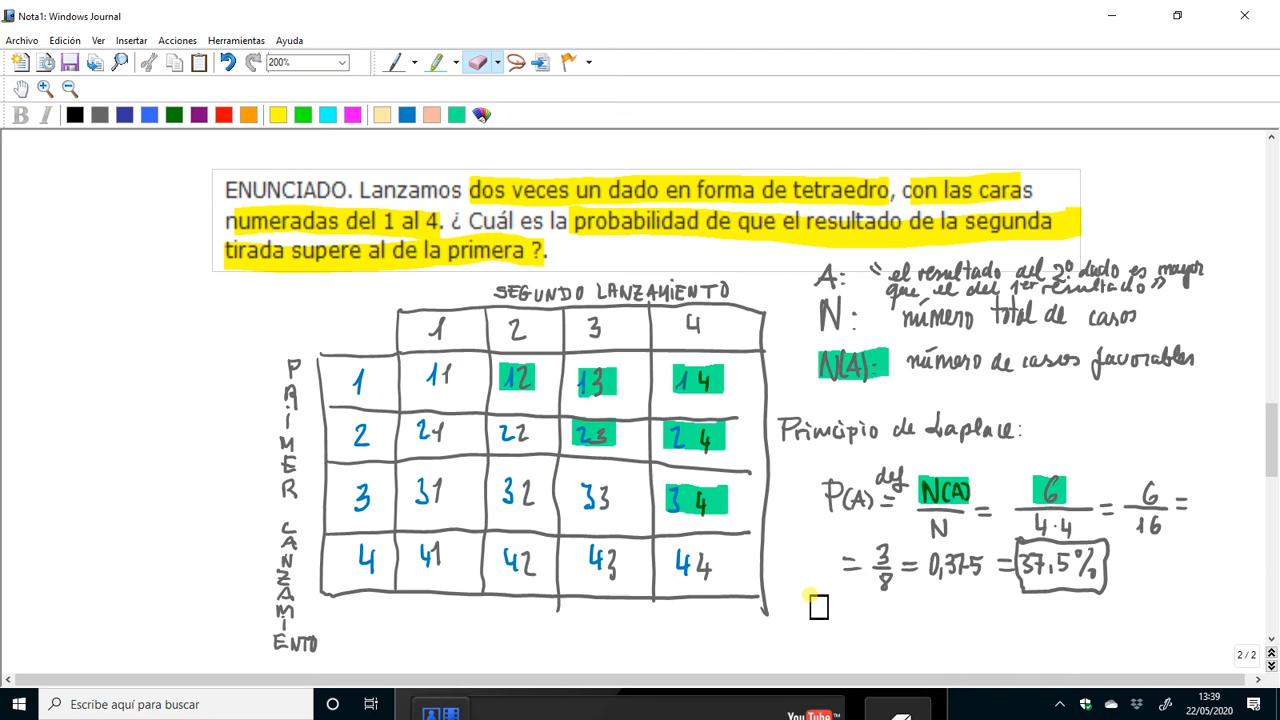 Nota1: Windows Journal
Archivo Edición Ver Insertar Acciones Herramientas Ayuda
200%
B I
ENUNCIADO. Lanzamos dos veces un dado en forma de tetraedro, con las caras
numeradas del 1 al 4. ¿ Cuál es la probabilidad de que el resultado de la segunda
tirada supere al de la primera ?.
SEGUNDO LANZAMIENTO
PRIMER LANZAMIENTO
1 2 3 4
1 11 12 13 14
2 21 22 23 24
3 31 32 33 34
4 41 42 43 44
A: "el resultado del 2º dado es mayor
que el del 1er resultado"
N: número total de casos
N(A): número de casos favorables
Principio de Laplace:
P(A) def = N(A)/N = 6/4·4 = 6/16 =
= 3/8 = 0,375 = 37,5%
2 / 2
Escribe aquí para buscar
YouTube
13:39
22/05/2020